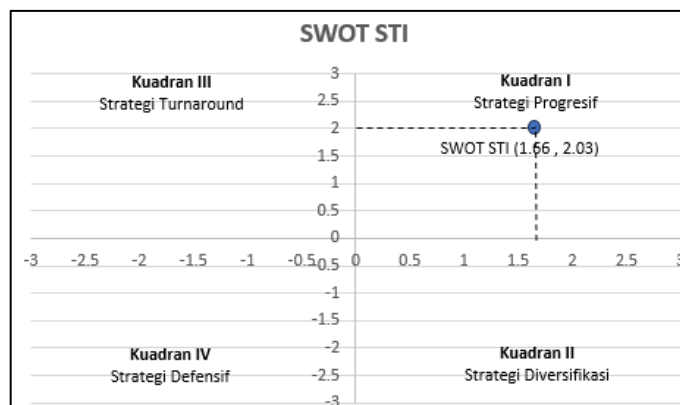 SWOT STI
Kuadran III
Strategi Turnaround
Kuadran I
Strategi Progresif
SWOT STI (1.66 , 2.03)
3
2.5
2
1.5
1
0.5
0
-0.5
-1
-1.5
-2
-2.5
-3
-3 -2.5 -2 -1.5 -1 -0.5 0 0.5 1 1.5 2 2.5 3
Kuadran IV
Strategi Defensif
Kuadran II
Strategi Diversifikasi